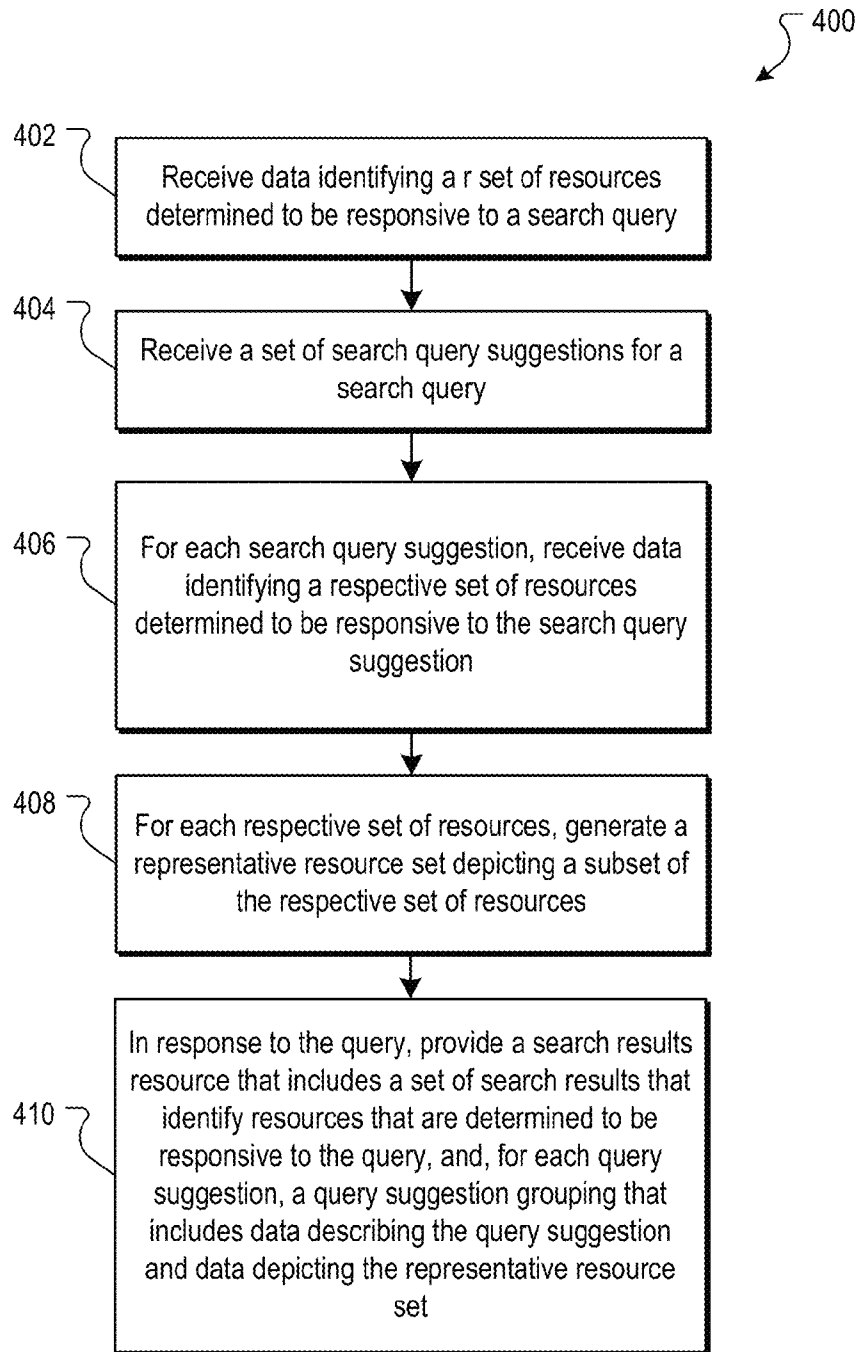 400
402
Receive data identifying a r set of resources
determined to be responsive to a search query
404
Receive a set of search query suggestions for a
search query
406
For each search query suggestion, receive data
identifying a respective set of resources
determined to be responsive to the search query
suggestion
408
For each respective set of resources, generate a
representative resource set depicting a subset of
the respective set of resources
410
In response to the query, provide a search results
resource that includes a set of search results that
identify resources that are determined to be
responsive to the query, and, for each query
suggestion, a query suggestion grouping that
includes data describing the query suggestion
and data depicting the representative resource
set